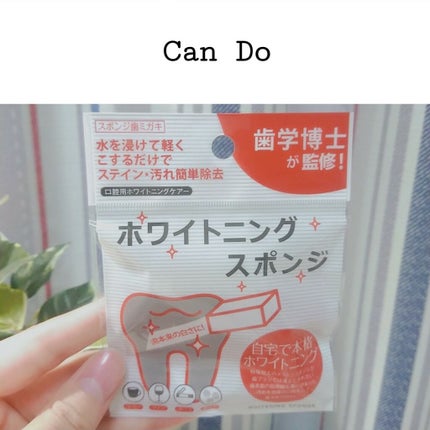 Can Do
スポンジ歯ミガキ
水を浸けて軽く
こするだけで
ステイン・汚れ簡単除去
口腔用ホワイトニングケアー
歯学博士
が監修!
ホワイトニング
スポンジ
自宅で本格
ホワイトニング